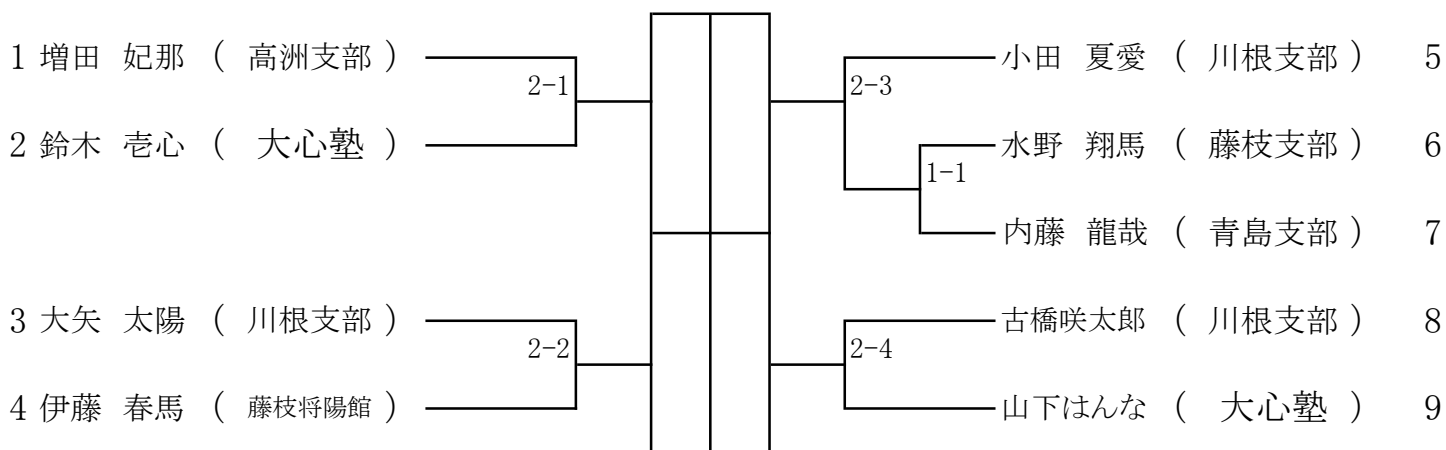 1 増田 妃那 ( 高洲支部 )
2-1
2 鈴木 壱心 ( 大心塾 )
3 大矢 太陽 ( 川根支部 )
2-2
4 伊藤 春馬 ( 藤枝将陽館 )
小田 夏愛 ( 川根支部 ) 5
2-3
水野 翔馬 ( 藤枝支部 ) 6
1-1
内藤 龍哉 ( 青島支部 ) 7
古橋咲太郎 ( 川根支部 ) 8
2-4
山下はんな ( 大心塾 ) 9